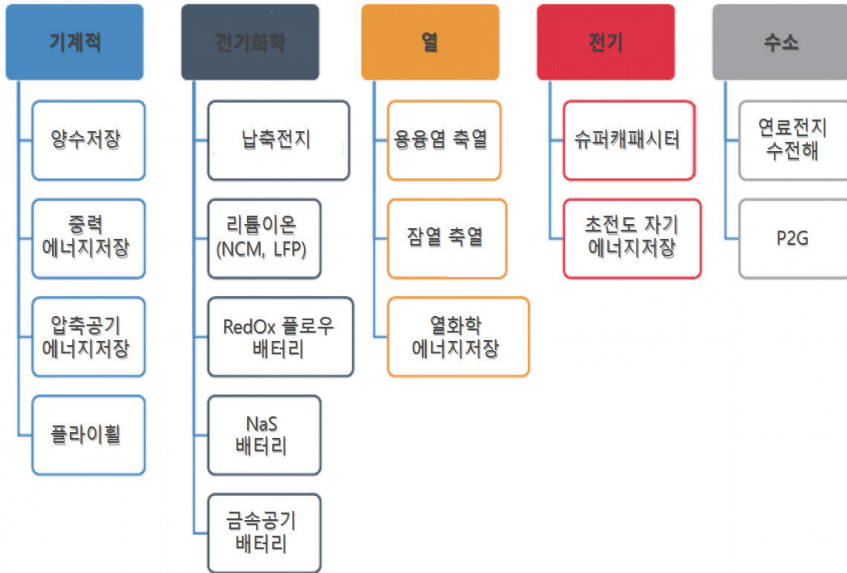 기계적
양수저장
중력
에너지저장
압축공기
에너지저장
플라이휠
전기화학
납축전지
리튬이온
(NCM, LFP)
RedOx 플로우
배터리
NaS
배터리
금속공기
배터리
열
용융염 축열
잠열 축열
열화학
에너지저장
전기
슈퍼캐패시터
초전도 자기
에너지저장
수소
연료전지
수전해
P2G